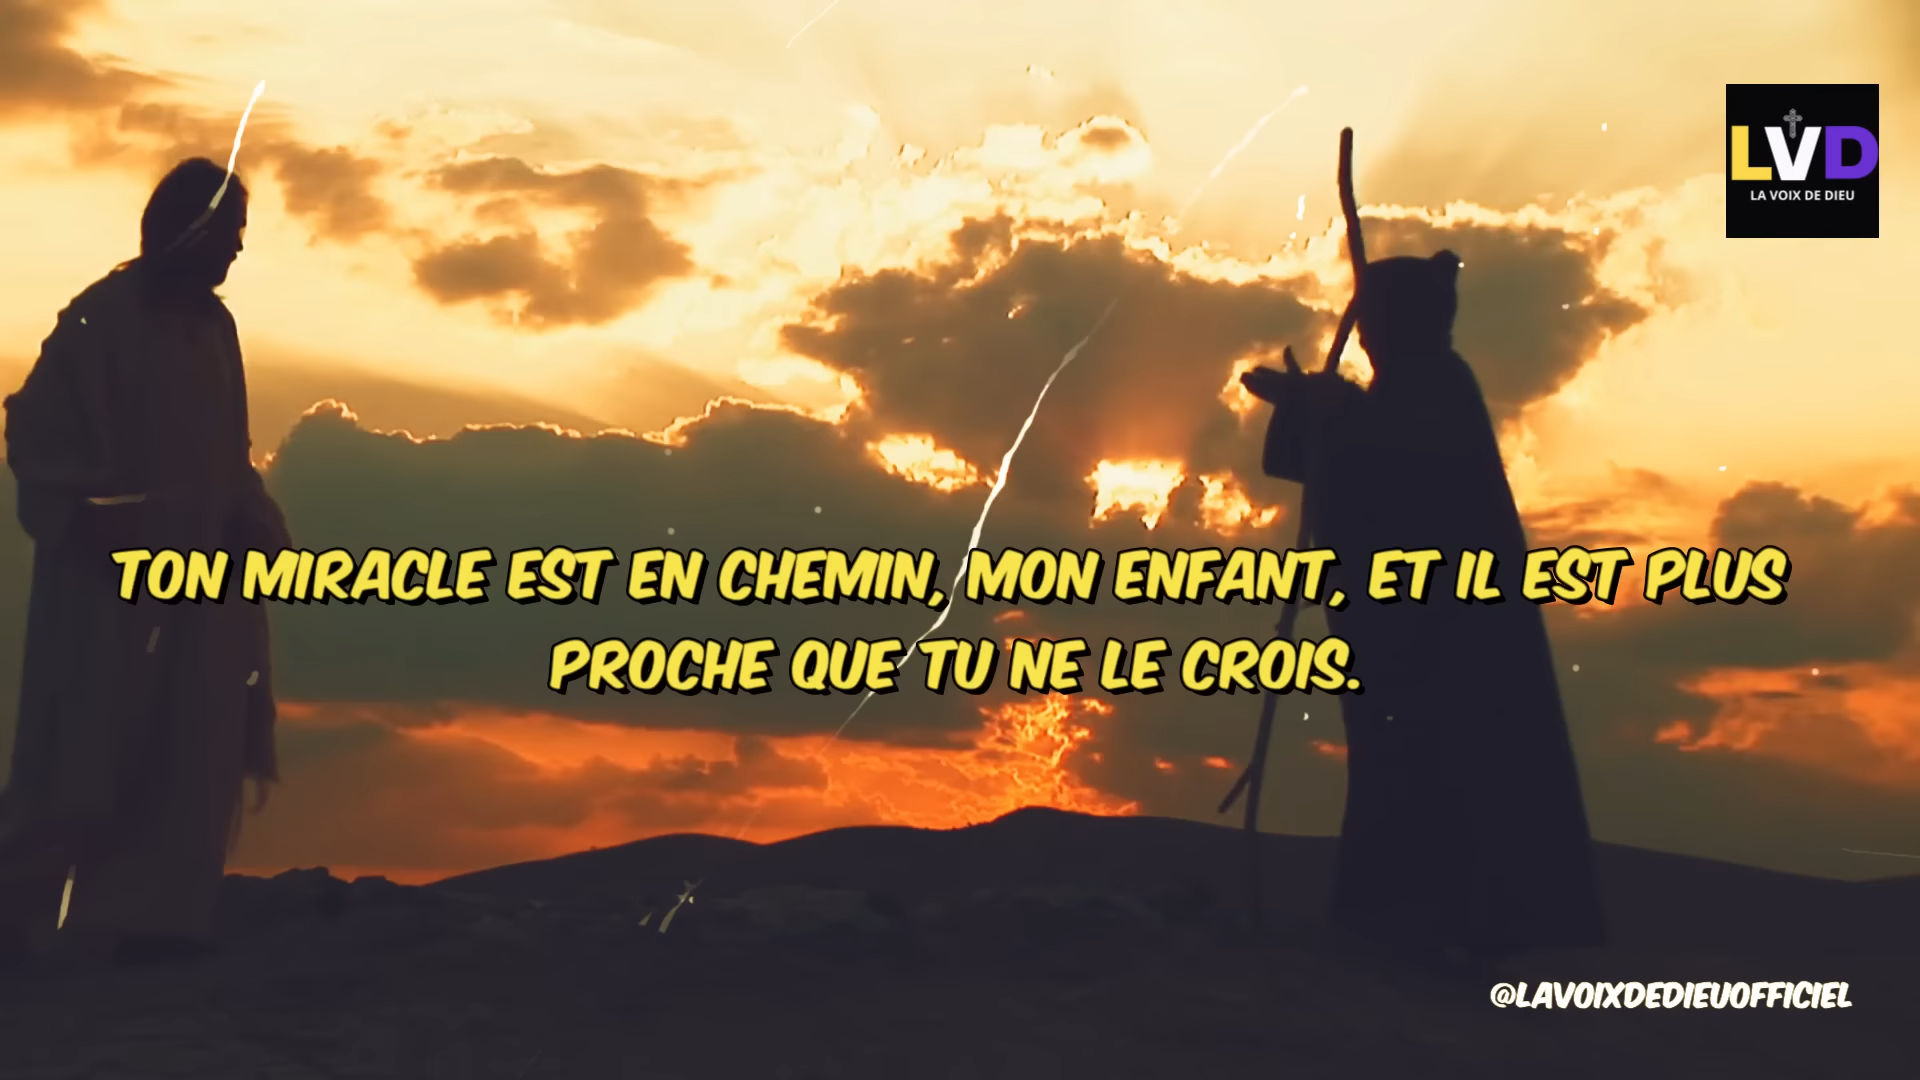 LVD
LA VOIX DE DIEU
TON MIRACLE EST EN CHEMIN, MON ENFANT, ET IL EST PLUS
PROCHE QUE TU NE LE CROIS.
@LAVOIXDEDIEUOFFICIEL